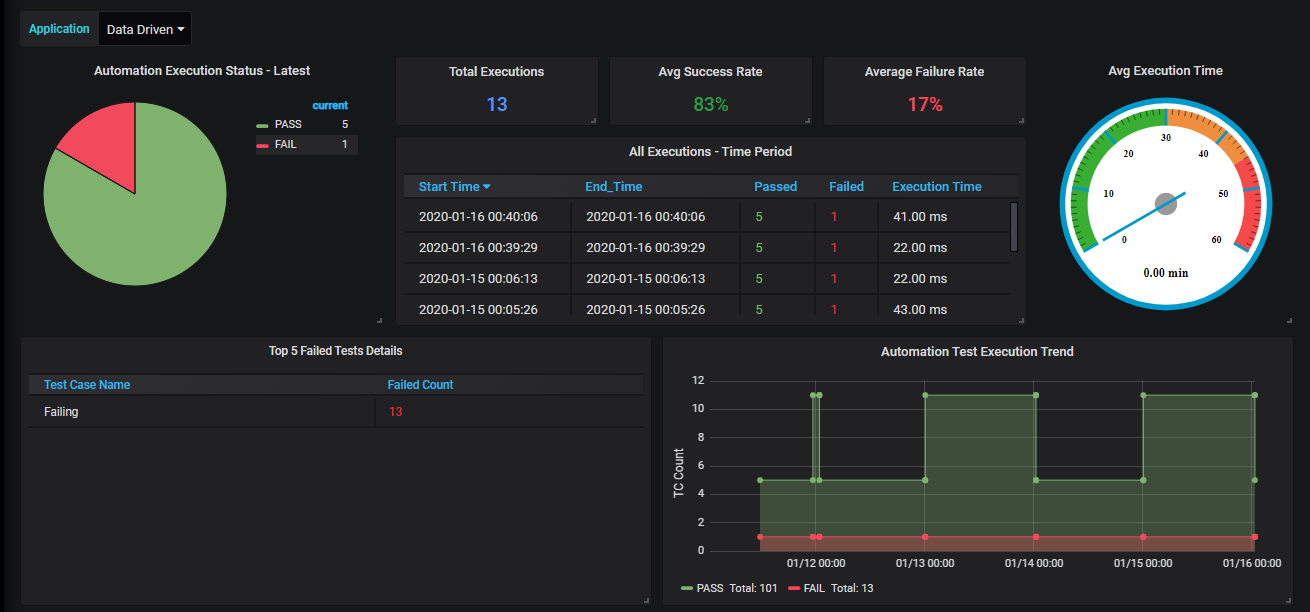 Application Data Driven
Automation Execution Status - Latest
current
PASS 5
FAIL 1
Total Executions
13
Avg Success Rate
83%
Average Failure Rate
17%
All Executions - Time Period
Start Time End_Time Passed Failed Execution Time
2020-01-16 00:40:06 2020-01-16 00:40:06 5 1 41.00 ms
2020-01-16 00:39:29 2020-01-16 00:39:29 5 1 22.00 ms
2020-01-15 00:06:13 2020-01-15 00:06:13 5 1 22.00 ms
2020-01-15 00:05:26 2020-01-15 00:05:26 5 1 43.00 ms
Avg Execution Time
0 10 20 30 40 50 60
0.00 min
Top 5 Failed Tests Details
Test Case Name Failed Count
Failing 13
Automation Test Execution Trend
TC Count
12
10
8
6
4
2
0
01/12 00:00 01/13 00:00 01/14 00:00 01/15 00:00 01/16 00:00
PASS Total: 101 FAIL Total: 13